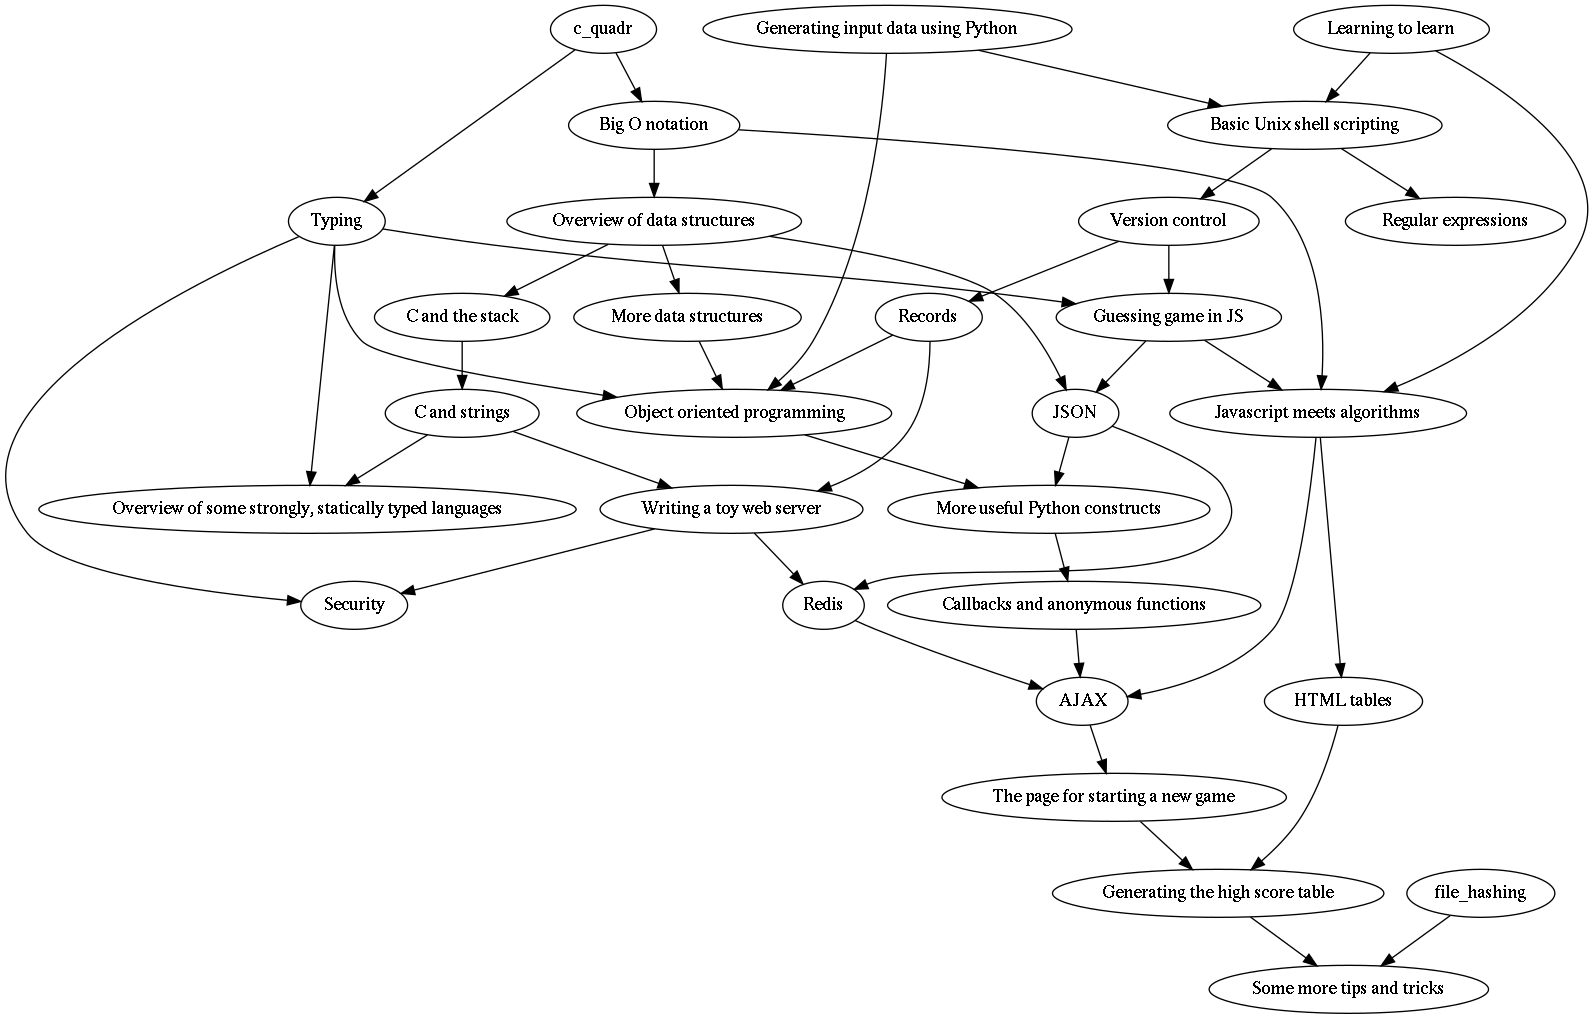 c_quadr
Generating input data using Python
Learning to learn
Big O notation
Basic Unix shell scripting
Typing
Overview of data structures
Version control
Regular expressions
C and the stack
More data structures
Records
Guessing game in JS
C and strings
Object oriented programming
JSON
Javascript meets algorithms
Overview of some strongly, statically typed languages
Writing a toy web server
More useful Python constructs
Security
Redis
Callbacks and anonymous functions
AJAX
HTML tables
The page for starting a new game
Generating the high score table
file_hashing
Some more tips and tricks